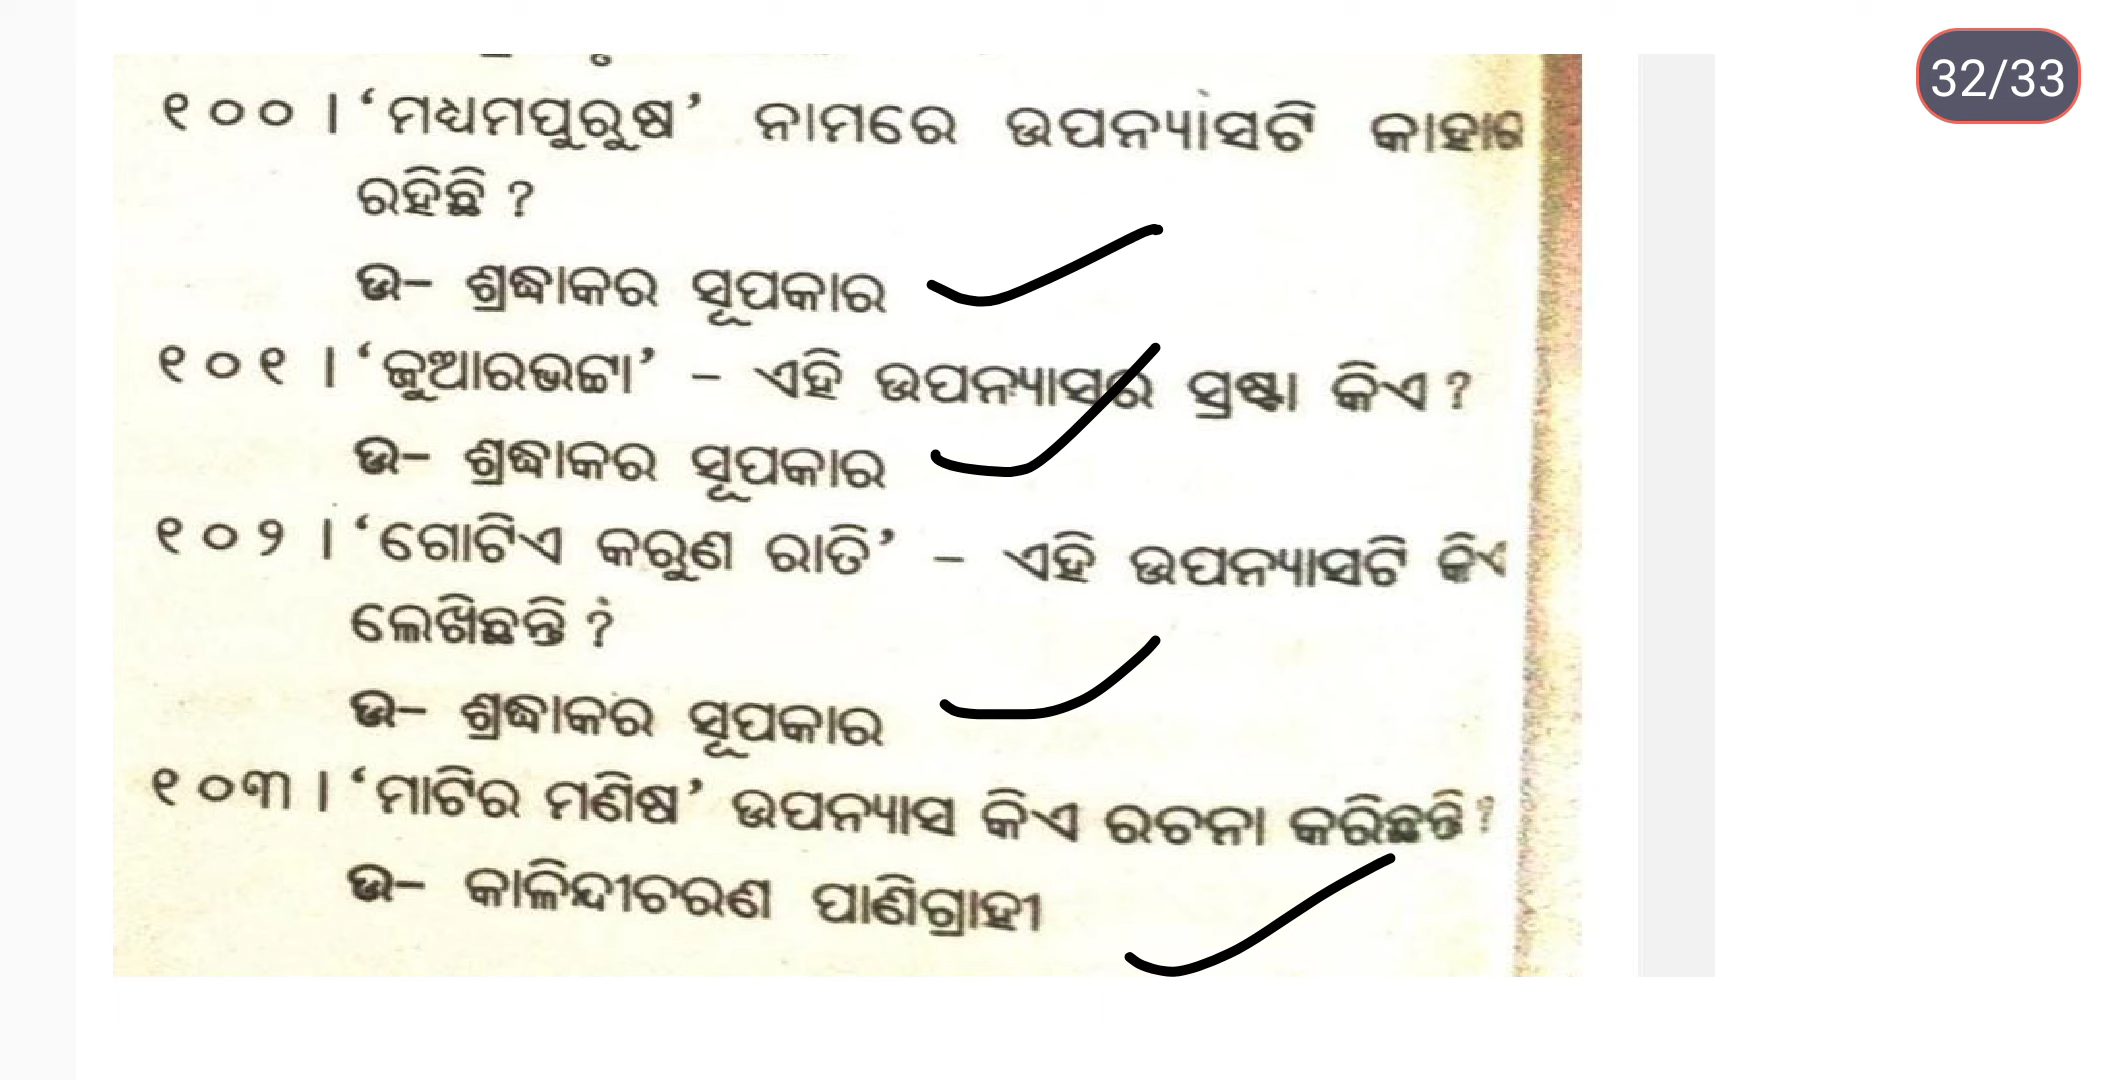 32/33
୧୦୦ । ‘ମଧ୍ୟମପୁରୁଷ’ ନାମରେ ଉପନ୍ୟାସଟି
ରହିଛି ?
ଉ– ଶ୍ରଦ୍ଧାକର ସୂପକାର
୧୦୧ । ‘ଜୁଆରଭଟ୍ଟା’ – ଏହି ଉପନ୍ୟାସର ସ୍ରଷ୍ଟା କିଏ ?
ଉ– ଶ୍ରଦ୍ଧାକର ସୂପକାର
୧୦୨ । ‘ଗୋଟିଏ କରୁଣ ରାତି’ – ଏହି ଉପନ୍ୟାସଟି କିଏ
ଲେଖିଛନ୍ତି ?
ଉ– ଶ୍ରଦ୍ଧାକର ସୂପକାର
୧୦୩ । ‘ମାଟିର ମଣିଷ’ ଉପନ୍ୟାସ କିଏ ରଚନା କରିଛନ୍ତି ?
ଉ– କାଳିନ୍ଦୀଚରଣ ପାଣିଗ୍ରାହୀ